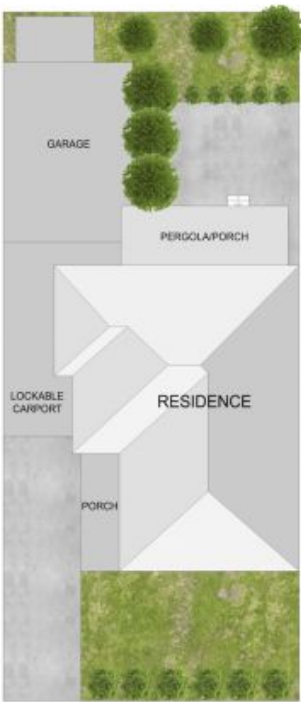 GARAGE
PERGOLA/PORCH
LOCKABLE
CARPORT
RESIDENCE
PORCH